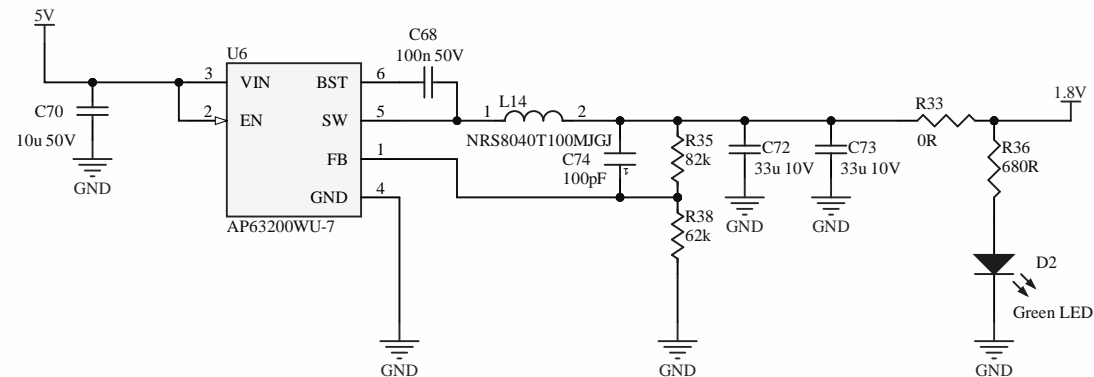 5V
C70
10u 50V
GND
U6
3
VIN
2
EN
BST
6
SW
5
FB
1
GND
4
AP63200WU-7
GND
C68
100n 50V
1
L14
2
NRS8040T100MJGJ
C74
100pF
R35
82k
R38
62k
GND
C72
33u 10V
GND
C73
33u 10V
GND
R33
0R
1.8V
R36
680R
D2
Green LED
GND